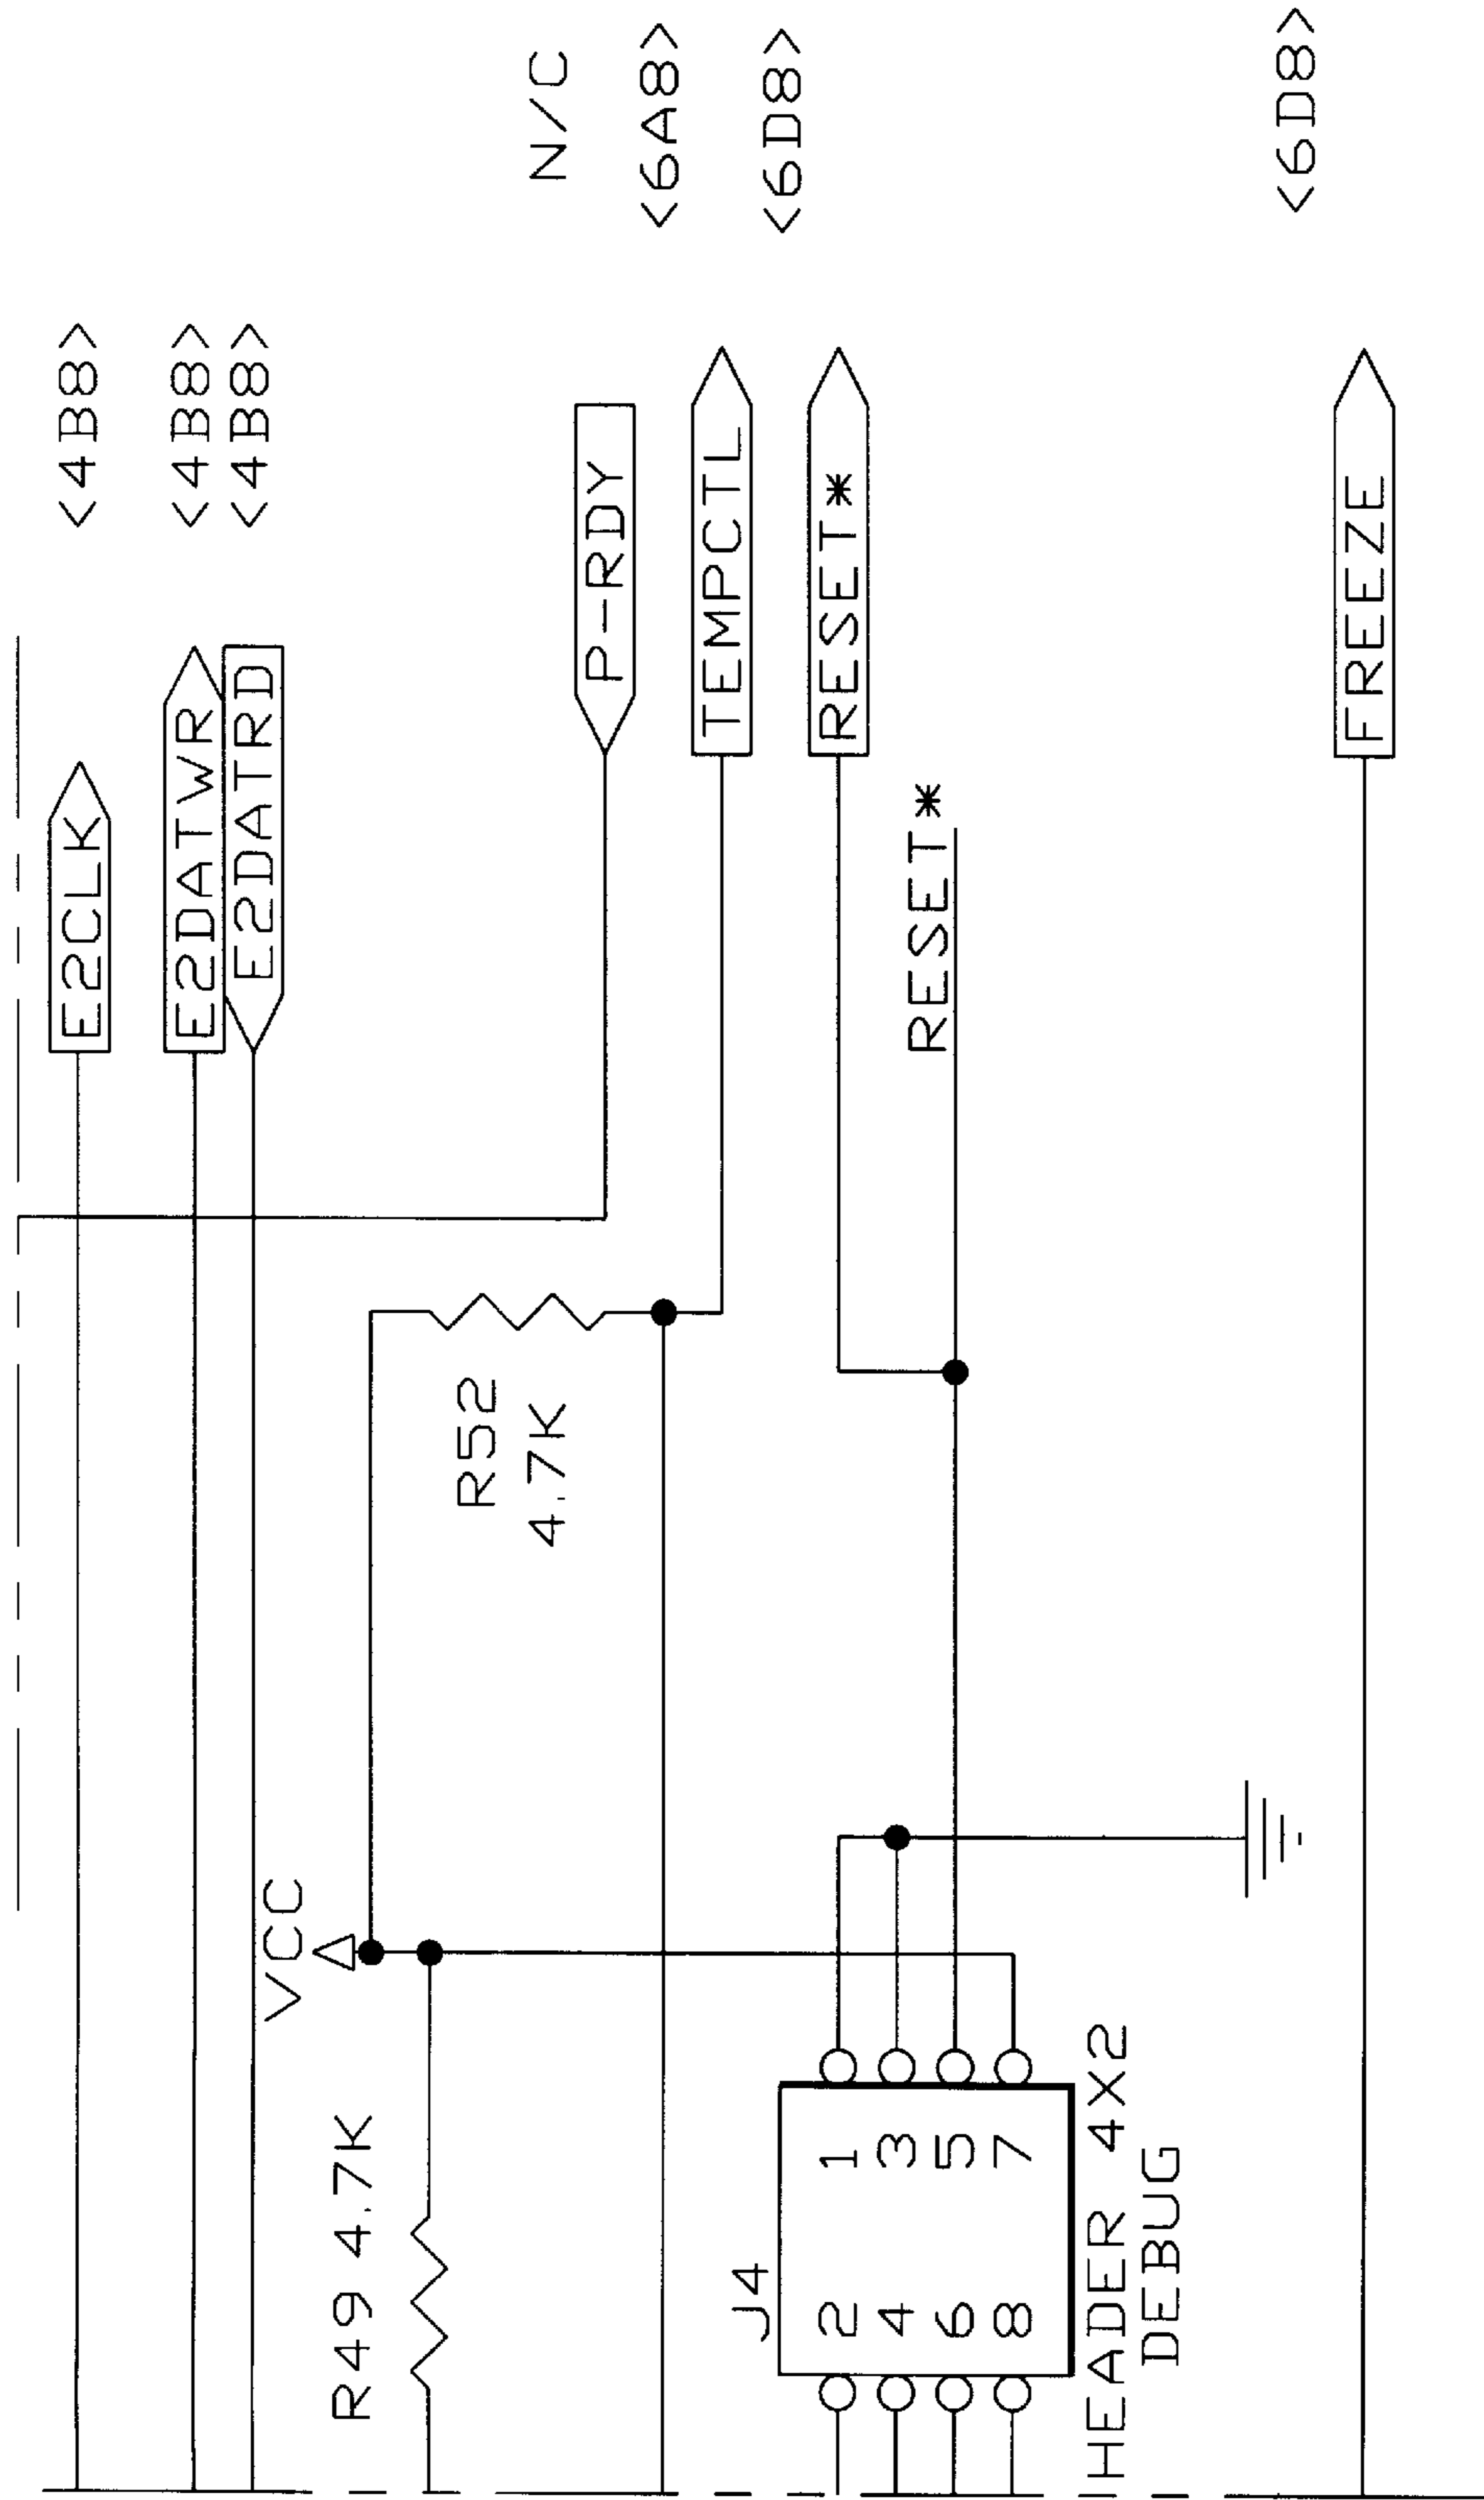 E2CLK <4B8>
E2DATWR <4B8>
E2DATRD <4B8>
VCC
R49 4.7K
R52
4.7K
N/C
P-RDY
<6A8>
TEMPCTL
<6D8>
RESET*
RESET*
J4
2 1
4 3
6 5
8 7
HEADER 4X2
DEBUG
<6D8>
FREEZE